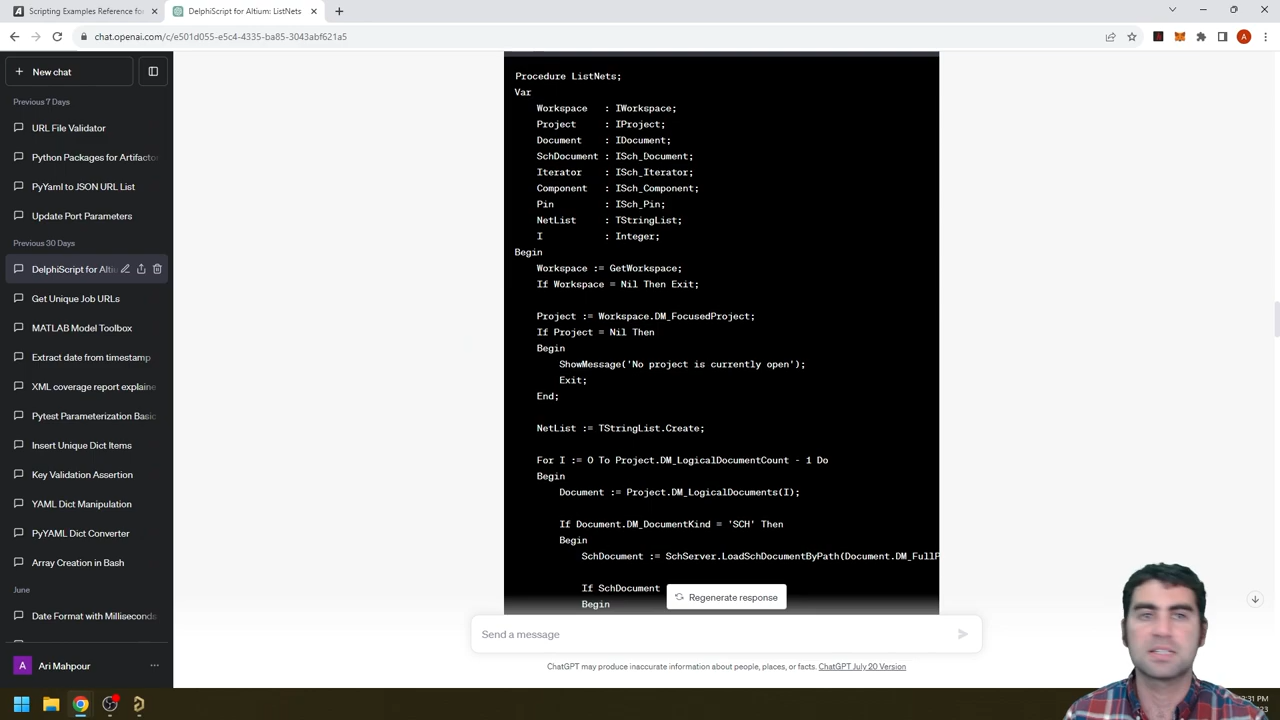 Scripting Examples Reference for
DelphiScript for Altium: ListNets
chat.openai.com/c/e501d055-e5c4-4335-ba85-3043abf621a5
A
New chat
Previous 7 Days
URL File Validator
Python Packages for Artifactor
PyYaml to JSON URL List
Update Port Parameters
Previous 30 Days
DelphiScript for Altiu
Get Unique Job URLs
MATLAB Model Toolbox
Extract date from timestamp
XML coverage report explaine
Pytest Parameterization Basic
Insert Unique Dict Items
Key Validation Assertion
YAML Dict Manipulation
PyYAML Dict Converter
Array Creation in Bash
June
Date Format with Milliseconds
AM Ari Mahpour ...
Procedure ListNets;
Var
Workspace : IWorkspace;
Project : IProject;
Document : IDocument;
SchDocument : ISch_Document;
Iterator : ISch_Iterator;
Component : ISch_Component;
Pin : ISch_Pin;
NetList : TStringList;
I : Integer;
Begin
Workspace := GetWorkspace;
If Workspace = Nil Then Exit;
Project := Workspace.DM_FocusedProject;
If Project = Nil Then
Begin
ShowMessage('No project is currently open');
Exit;
End;
NetList := TStringList.Create;
For I := 0 To Project.DM_LogicalDocumentCount - 1 Do
Begin
Document := Project.DM_LogicalDocuments(I);
If Document.DM_DocumentKind = 'SCH' Then
Begin
SchDocument := SchServer.LoadSchDocumentByPath(Document.DM_FullP
If SchDocument
Begin
Regenerate response
Send a message
ChatGPT may produce inaccurate information about people, places, or facts. ChatGPT July 20 Version